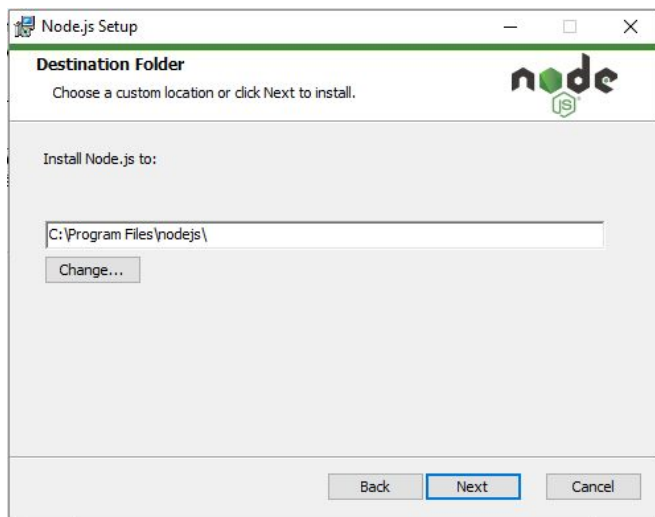 Node.js Setup
Destination Folder
Choose a custom location or click Next to install.
node
JS
Install Node.js to:
C:\Program Files\nodejs\
Change...
Back Next Cancel